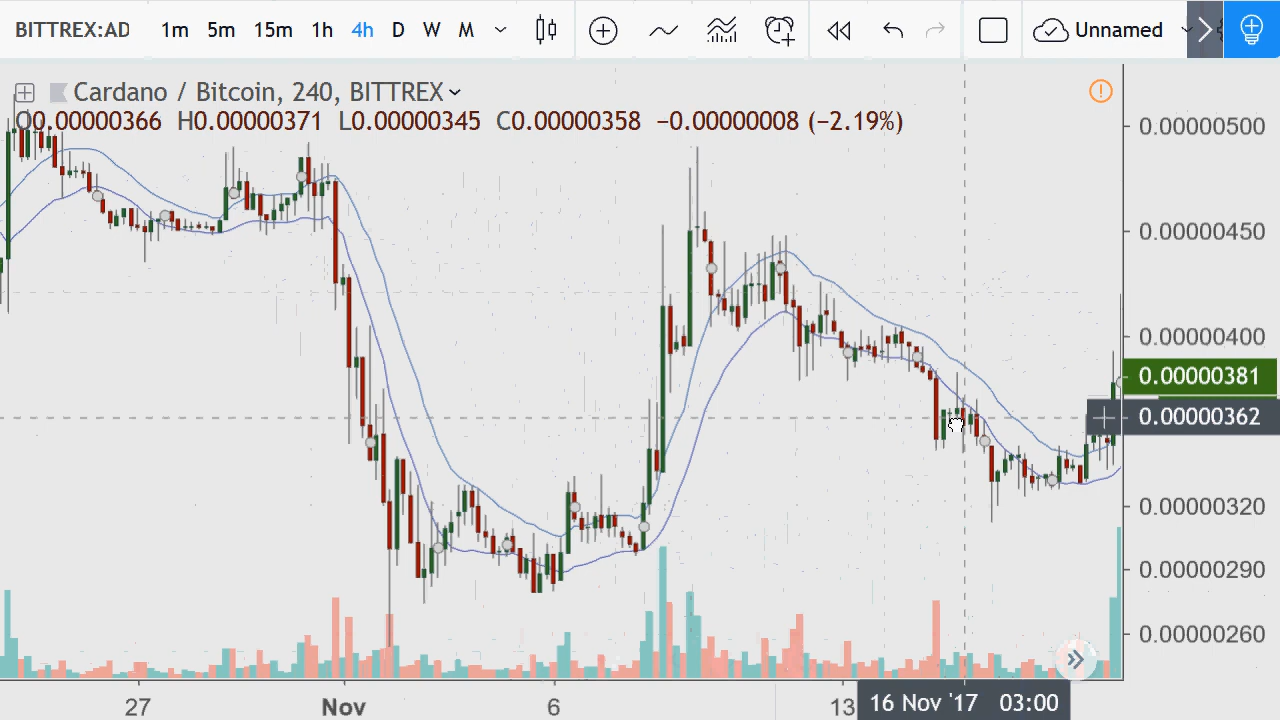 BITTREX:AD 1m 5m 15m 1h 4h D W M Unnamed
Cardano / Bitcoin, 240, BITTREX
O0.00000366 H0.00000371 L0.00000345 C0.00000358 −0.00000008 (−2.19%)
0.00000500
0.00000450
0.00000400
0.00000381
0.00000362
0.00000320
0.00000290
0.00000260
27 Nov 6 13 16 Nov '17 03:00